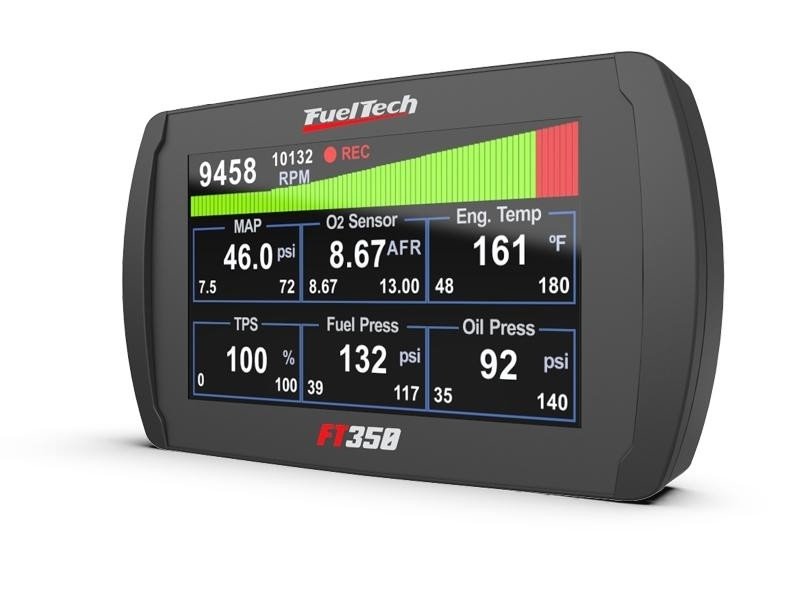 FuelTech
9458 10132 RPM REC
MAP O2 Sensor Eng. Temp
46.0 psi 8.67 AFR 161 ºF
7.5 72 8.67 13.00 48 180
TPS Fuel Press Oil Press
100 % 132 psi 92 psi
0 100 39 117 35 140
FT350